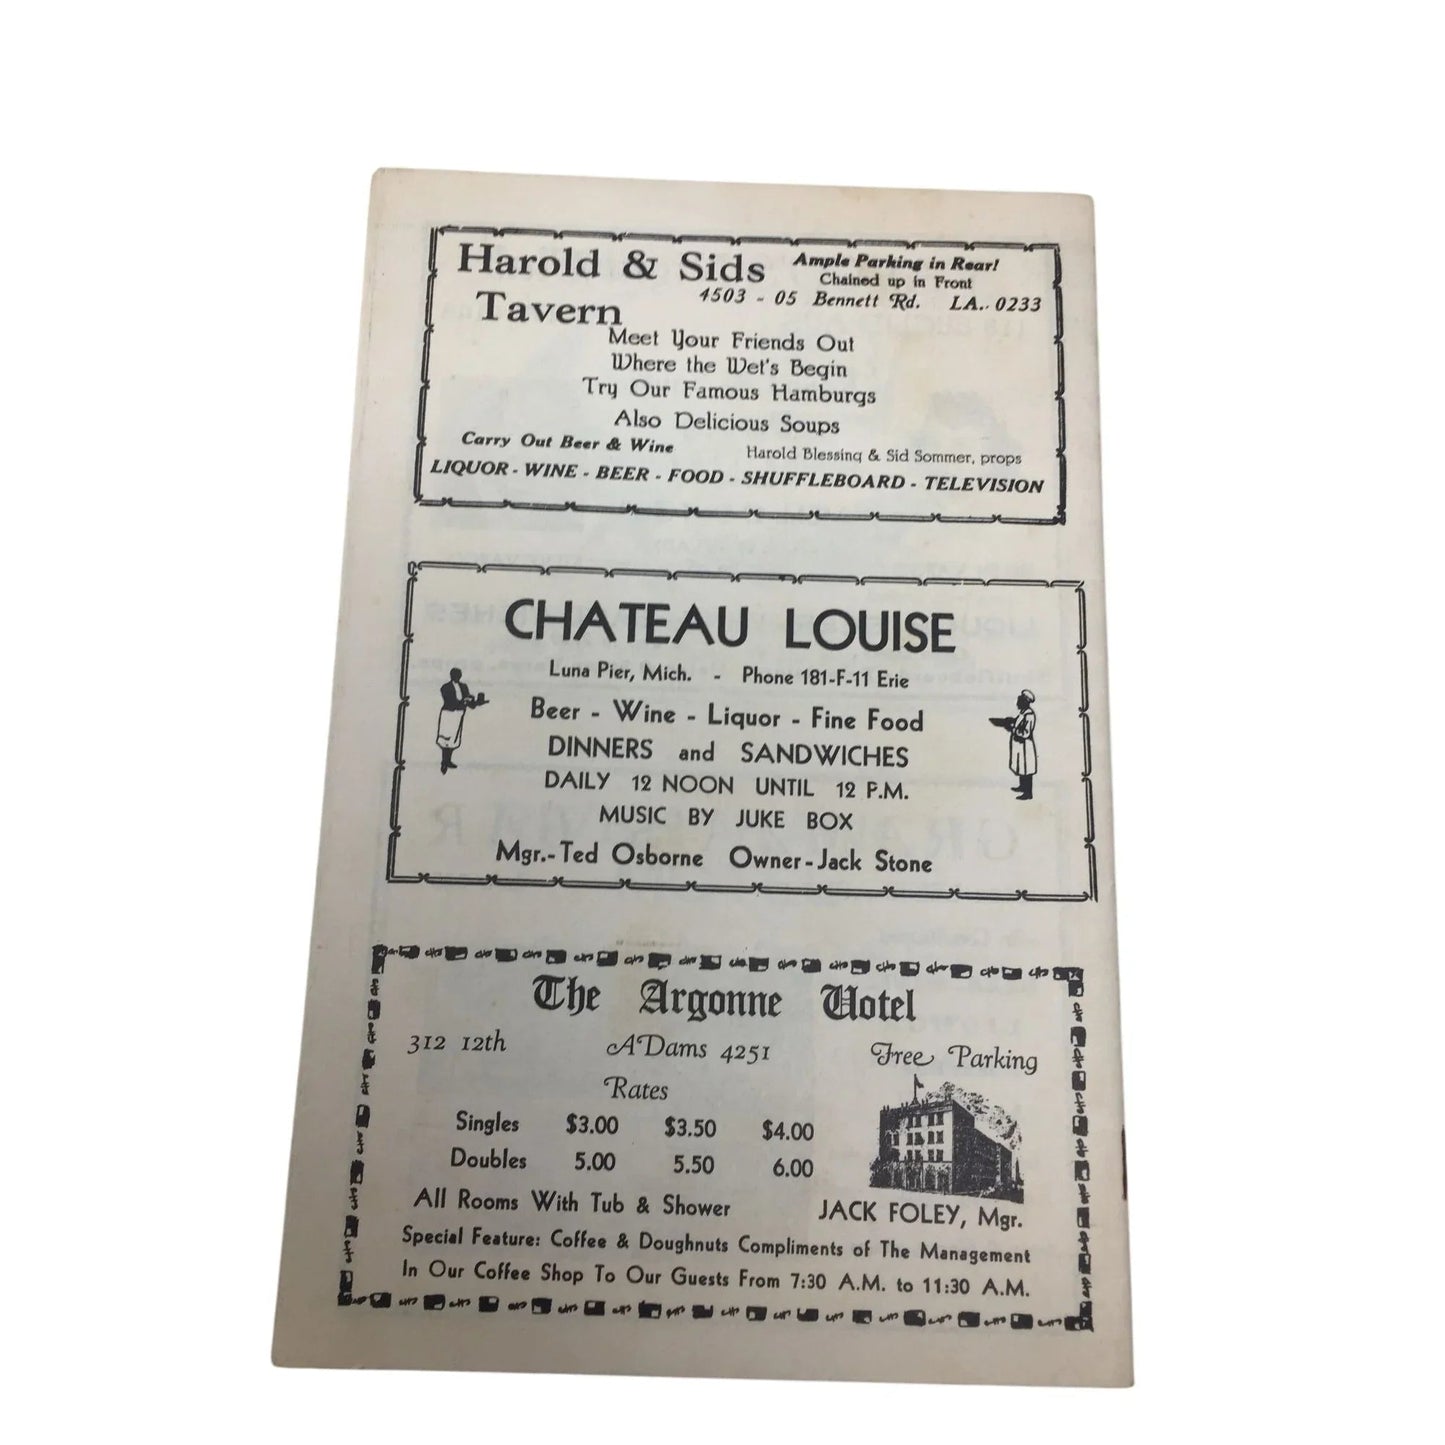 Harold & Sids
Tavern
Ample Parking in Rear!
Chained up in Front
4503 - 05 Bennett Rd. LA.. 0233
Meet Your Friends Out
Where the Wet's Begin
Try Our Famous Hamburgs
Also Delicious Soups
Carry Out Beer & Wine
Harold Blessing & Sid Sommer, props
LIQUOR - WINE - BEER - FOOD - SHUFFLEBOARD - TELEVISION
CHATEAU LOUISE
Luna Pier, Mich. - Phone 181-F-11 Erie
Beer - Wine - Liquor - Fine Food
DINNERS and SANDWICHES
DAILY 12 NOON UNTIL 12 P.M.
MUSIC BY JUKE BOX
Mgr.-Ted Osborne Owner-Jack Stone
The Argonne Hotel
312 12th ADams 4251 Free Parking
Rates
Singles $3.00 $3.50 $4.00
Doubles 5.00 5.50 6.00
All Rooms With Tub & Shower
JACK FOLEY, Mgr.
Special Feature: Coffee & Doughnuts Compliments of The Management
In Our Coffee Shop To Our Guests From 7:30 A.M. to 11:30 A.M.